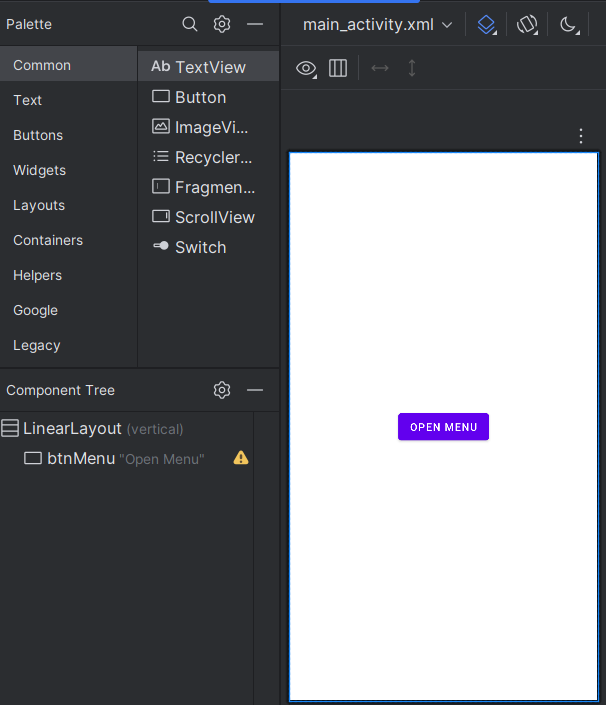 Palette
main_activity.xml
Common
Text
Buttons
Widgets
Layouts
Containers
Helpers
Google
Legacy
Ab TextView
Button
ImageVi...
Recycler...
Fragmen...
ScrollView
Switch
Component Tree
LinearLayout (vertical)
btnMenu "Open Menu"
OPEN MENU